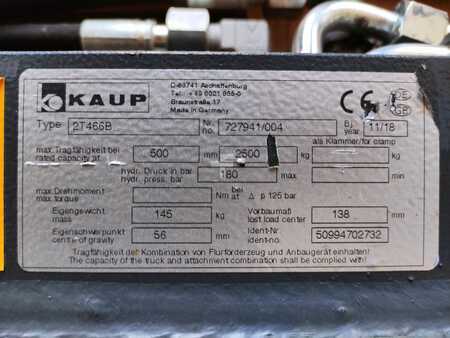 KAUP
D-63741 Aschaffenburg
Tel.: +49 6021 865-0
Braunstraße 17
Made in Germany
CE DE
GB
Type 2T466B Nr. no. 727941/004 Bj. year 11/18
als Klammer/for clamp
max. Tragfähigkeit bei
rated capacity at 500 mm 2500 kg kg
hydr. Druck in bar
hydr. press. bar 180 max min
max. Drehmoment
max. torque Nm bei at Δ p 125 bar
Eigengewicht
mass 145 kg Vorbaumaß
lost load center 138 mm
Eigenschwerpunkt
centre of gravity 56 mm Ident-Nr
ident-no. 50994702732
Tragfähigkeit der Kombination von Flurförderzeug und Anbaugerät einhalten!
The capacity of the truck and attachment combination shall be complied with!